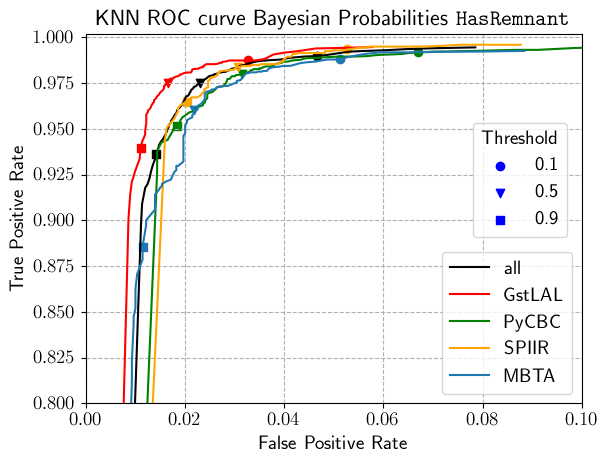 KNN ROC curve Bayesian Probabilities HasRemnant
1.000
0.975
0.950
0.925
0.900
0.875
0.850
0.825
0.800
True Positive Rate
Threshold
0.1
0.5
0.9
all
GstLAL
PyCBC
SPIIR
MBTA
0.00 0.02 0.04 0.06 0.08 0.10
False Positive Rate